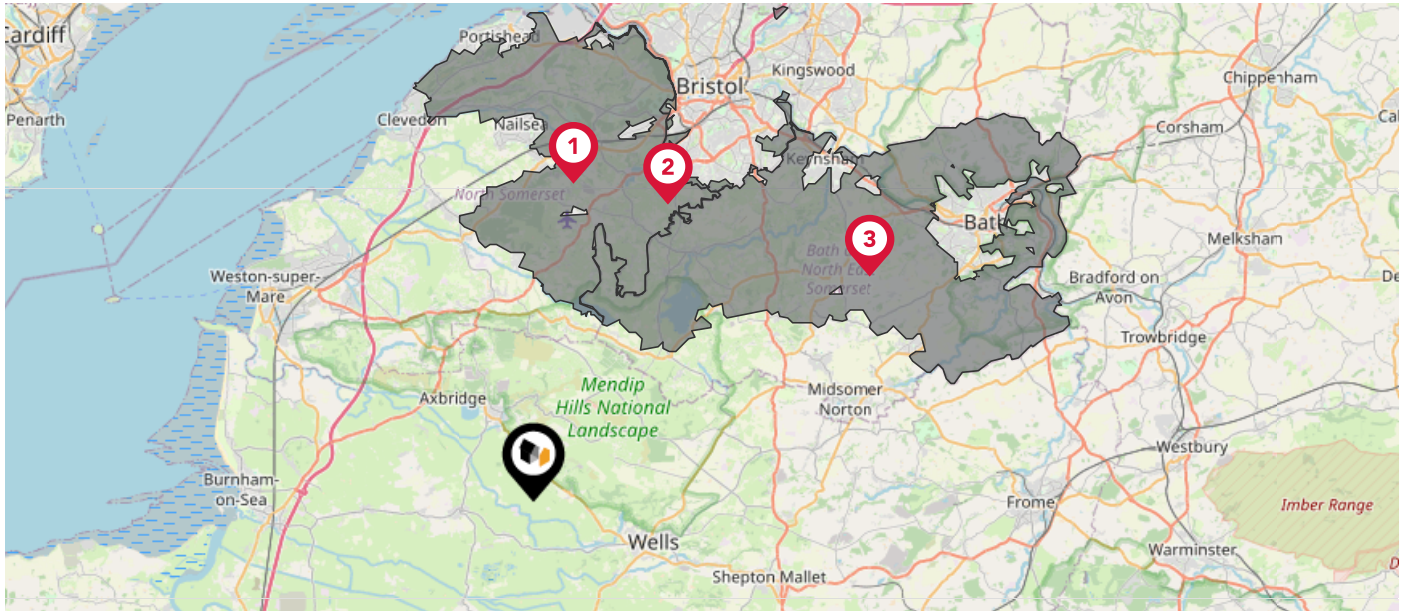 Portishead
Cardiff
Bristol
Kingswood
Chippenham
Penarth
Clevedon
Nailsea
1
Corsham
2
Keynsham
North Somerset
Bath
3
Melksham
Weston-super-
Mare
Bradford on
Avon
North East
Somerset
Trowbridge
Mendip
Hills National
Landscape
Axbridge
Midsomer
Norton
Westbury
Burnham-
on-Sea
Frome
Imber Range
Wells
Warminster
Shepton Mallet